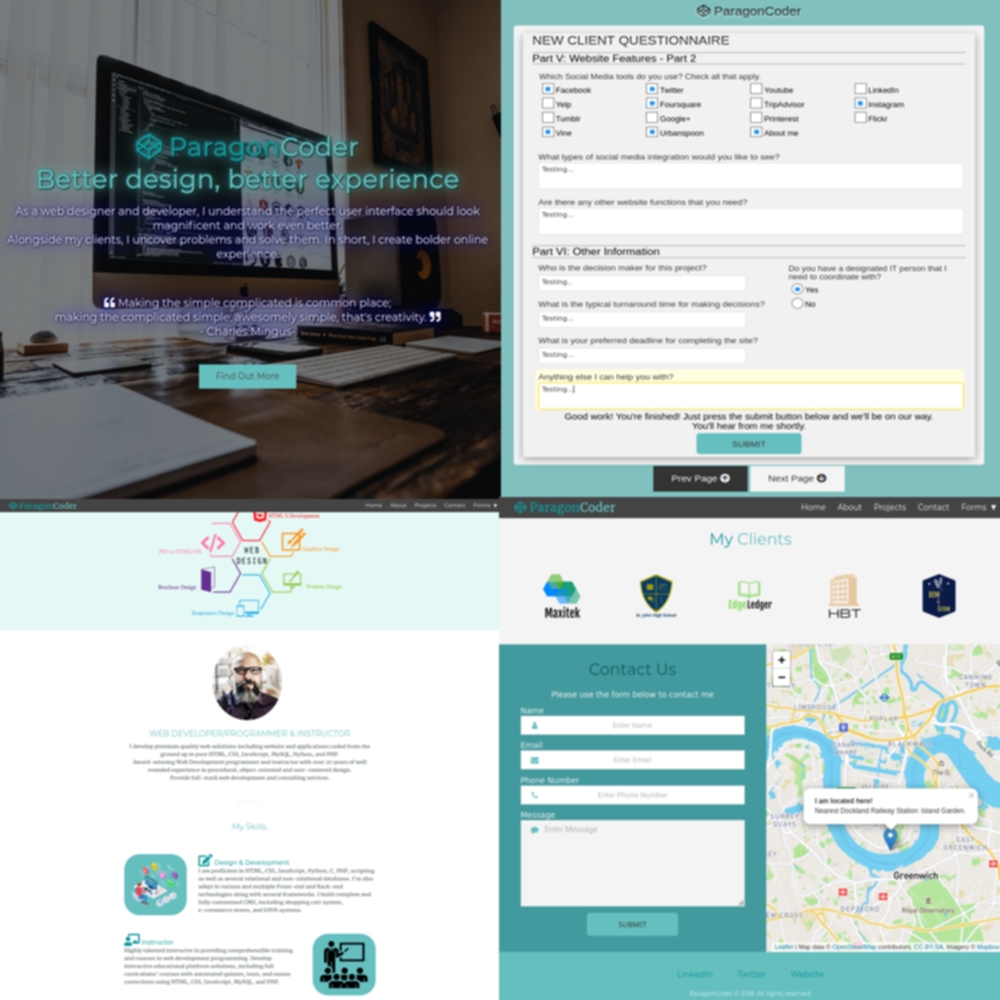 ParagonCoder
Better design, better experience
As a web designer and developer, I understand the perfect user interface should look
magnificent and work even better.
Alongside my clients, I uncover problems and solve them. In short, I create bolder online
experience.
Making the simple complicated is common place;
making the complicated simple, awesomely simple, that's creativity.
- Charles Mingus-
Find Out More
ParagonCoder
NEW CLIENT QUESTIONNAIRE
Part V: Website Features - Part 2
Which Social Media tools do you use? Check all that apply.
Facebook Twitter Youtube LinkedIn
Yelp Foursquare TripAdvisor Instagram
Tumblr Google+ Printerest Flickr
Vine Urbanspoon About me
What types of social media integration would you like to see?
Testing...
Are there any other website functions that you need?
Testing...
Part VI: Other Information
Who is the decision maker for this project?
Testing...
Do you have a designated IT person that I
need to coordinate with?
Yes
No
What is the typical turnaround time for making decisions?
Testing...
What is your preferred deadline for completing the site?
Testing...
Anything else I can help you with?
Testing...
Good work! You're finished! Just press the submit button below and we'll be on our way.
You'll hear from me shortly.
SUBMIT
Prev Page Next Page
ParagonCoder Home About Projects Contact Forms
HTML 5 Development
PSD to HTML/CSS
WEB
DESIGN
Graphics Design
Brochure Design
Website Design
Responsive Design
WEB DEVELOPER/PROGRAMMER & INSTRUCTOR
I develop premium quality web solutions including website and applications coded from the
ground up in pure HTML, CSS, JavaScript, MySQL, Python, and PHP.
Award-winning Web Development programmer and instructor with over 20 years of well
rounded experience in procedural, object-oriented and user-centered design.
Provide full-stack web development and consulting services.
My Skills
Design & Development
I am proficient in HTML, CSS, JavaScript, Python, C, PHP, scripting
as well as several relational and non-relational databases. I'm also
adept in various and multiple Front-end and Back-end
technologies along with several frameworks. I build complete and
fully customized CMS, including shopping cart system,
e-commerce stores, and EPOS systems.
Instructor
Highly talented instructor in providing comprehensible training
and courses in web development programming. Develop
interactive educational platform solutions, including full
curriculums' courses with automated quizzes, tests, and exams
corrections using HTML, CSS, JavaScript, MySQL, and PHP.
ParagonCoder Home About Projects Contact Forms
My Clients
Maxitek
St. John High School
EdgeLedger
HBT
BOW
GROW
Contact Us
Please use the form below to contact me
Name
Enter Name
Email
Enter Email
Phone Number
Enter Phone Number
Message
Enter Message
SUBMIT
+
−
CANNING
TOWN
LIMEHOUSE
POPLAR
BLACKWALL
The O
I am located here!
Nearest Dockland Railway Station: Island Garden.
EAST
GREENWICH
Greenwich
Royal Observatory
DEPTFORD
NEW CROSS
Leaflet | Map data © OpenStreetMap contributors, CC-BY-SA, Imagery © Mapbox
LinkedIn Twitter Website
ParagonCoder © 2018, All rights reserved